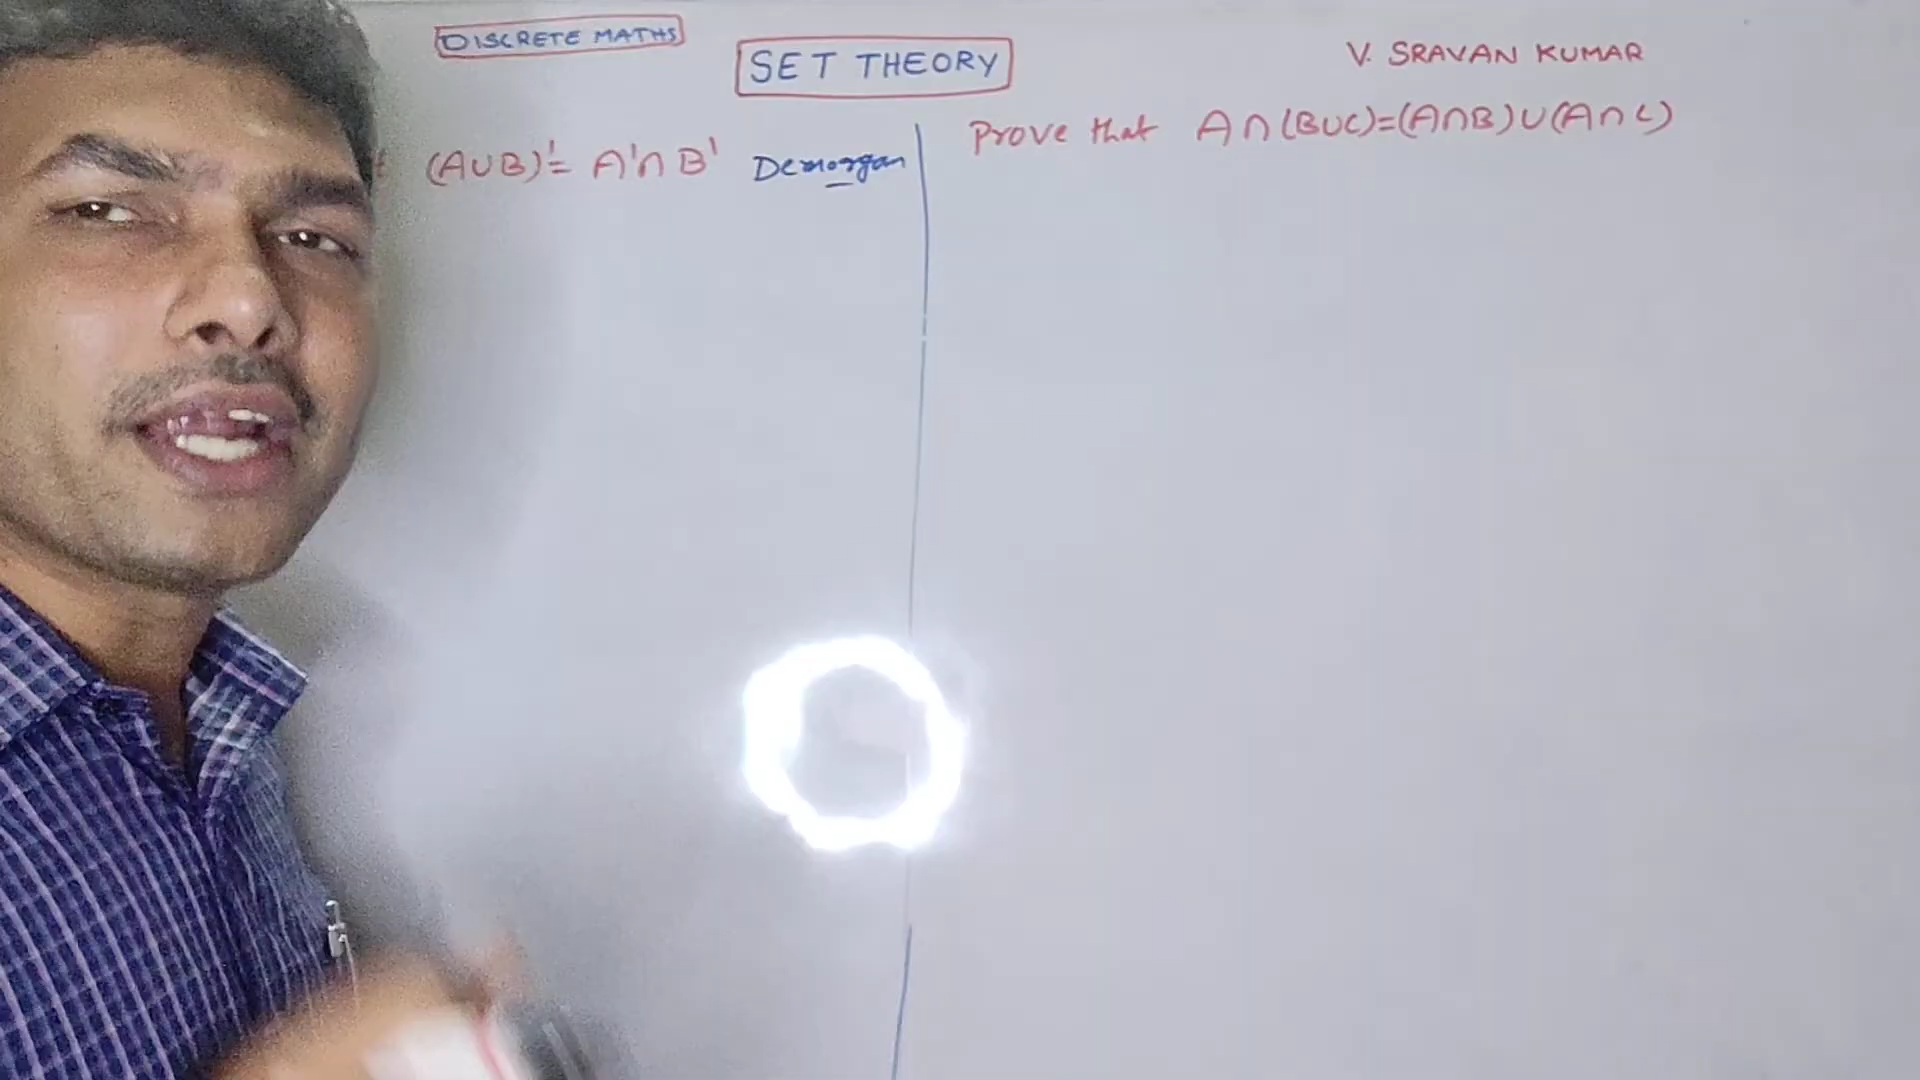 DISCRETE MATHS
SET THEORY
V. SRAVAN KUMAR
(A∪B)'= A'∩B' Demorgan
Prove that A∩(B∪C)=(A∩B)∪(A∩C)